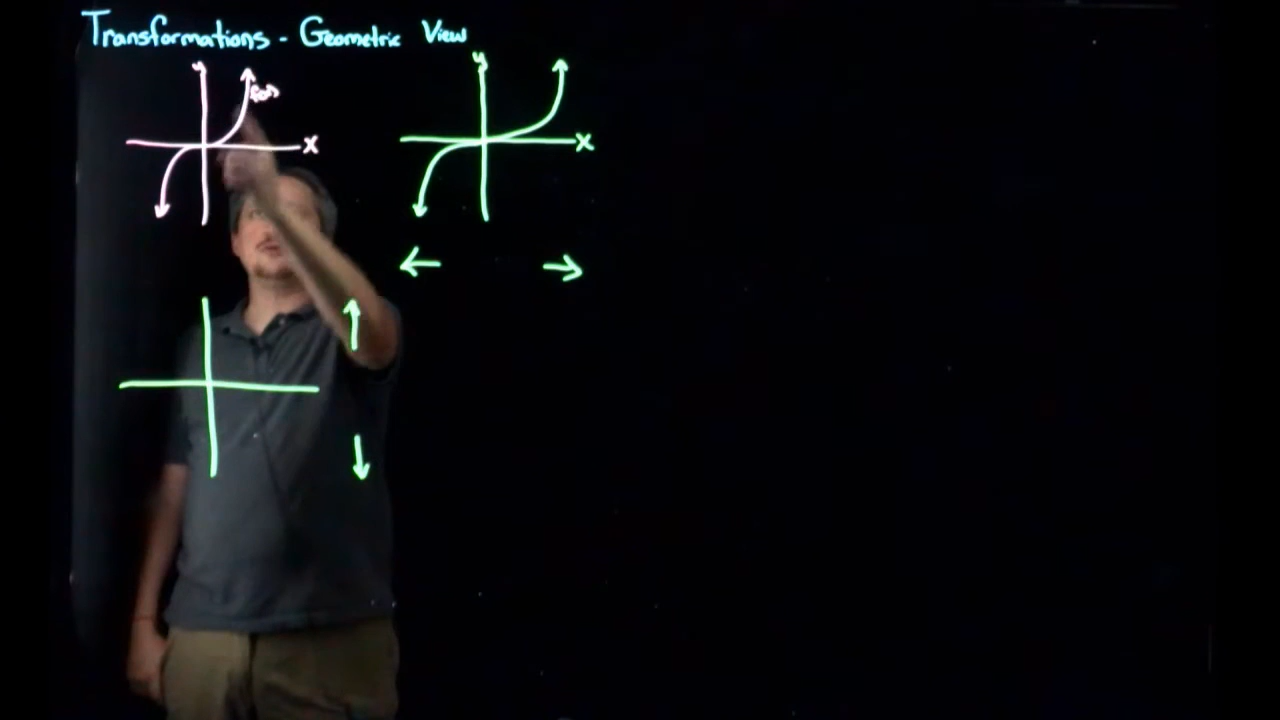 Transformations - Geometric View
y
f(x)
x
y
x